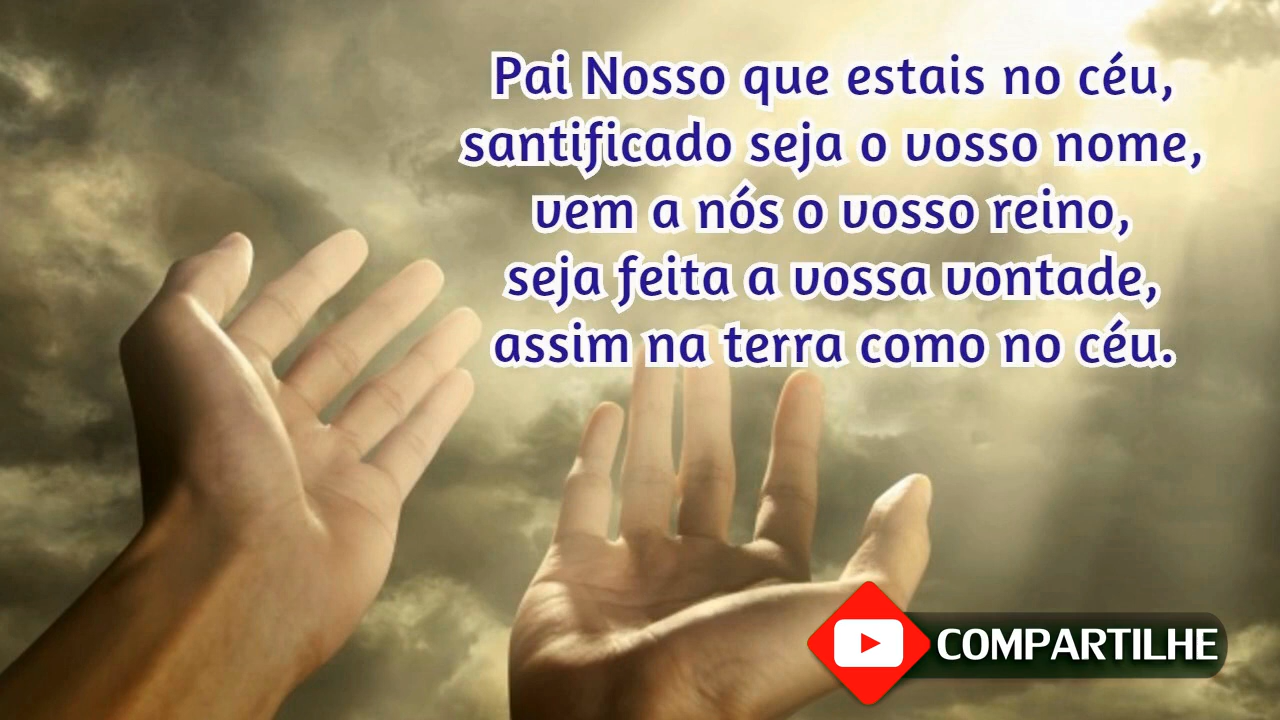 Pai Nosso que estais no céu,
santificado seja o vosso nome,
vem a nós o vosso reino,
seja feita a vossa vontade,
assim na terra como no céu.
COMPARTILHE